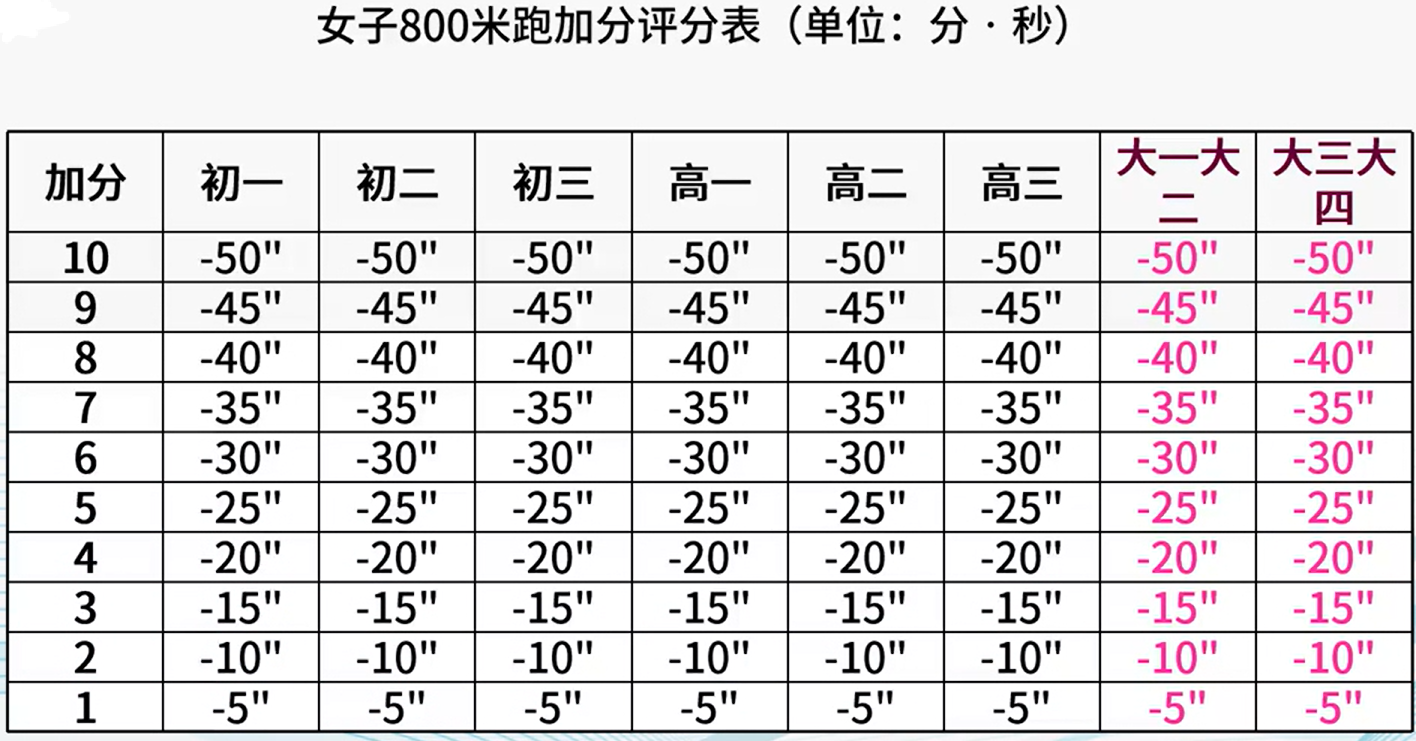 女子800米跑加分评分表（单位：分·秒）
加分 初一 初二 初三 高一 高二 高三 大一大二 大三大四
10 -50" -50" -50" -50" -50" -50" -50" -50"
9 -45" -45" -45" -45" -45" -45" -45" -45"
8 -40" -40" -40" -40" -40" -40" -40" -40"
7 -35" -35" -35" -35" -35" -35" -35" -35"
6 -30" -30" -30" -30" -30" -30" -30" -30"
5 -25" -25" -25" -25" -25" -25" -25" -25"
4 -20" -20" -20" -20" -20" -20" -20" -20"
3 -15" -15" -15" -15" -15" -15" -15" -15"
2 -10" -10" -10" -10" -10" -10" -10" -10"
1 -5" -5" -5" -5" -5" -5" -5" -5"